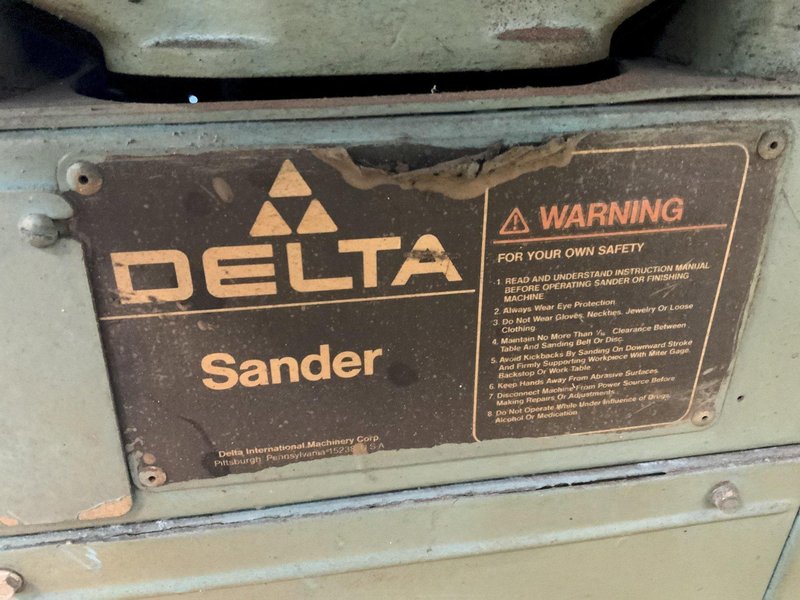 DELTA
Sander
Delta International Machinery Corp
Pittsburgh, Pennsylvania
WARNING
FOR YOUR OWN SAFETY
1. READ AND UNDERSTAND INSTRUCTION MANUAL
BEFORE OPERATING SANDER OR FINISHING
MACHINE
2. Always Wear Eye Protection.
3. Do Not Wear Gloves, Neckties, Jewelry Or Loose
Clothing.
4. Maintain No More Than 1/16 Clearance Between
Table And Sanding Belt Or Disc.
5. Avoid Kickbacks By Sanding On Downward Stroke
And Firmly Supporting Workpiece With Miter Gage,
Backstop Or Work Table
6. Keep Hands Away From Abrasive Surfaces.
7 Disconnect Machine From Power Source Before
Making Repairs Or Adjustments.
8. Do Not Operate While Under Influence of Drugs,
Alcohol Or Medication